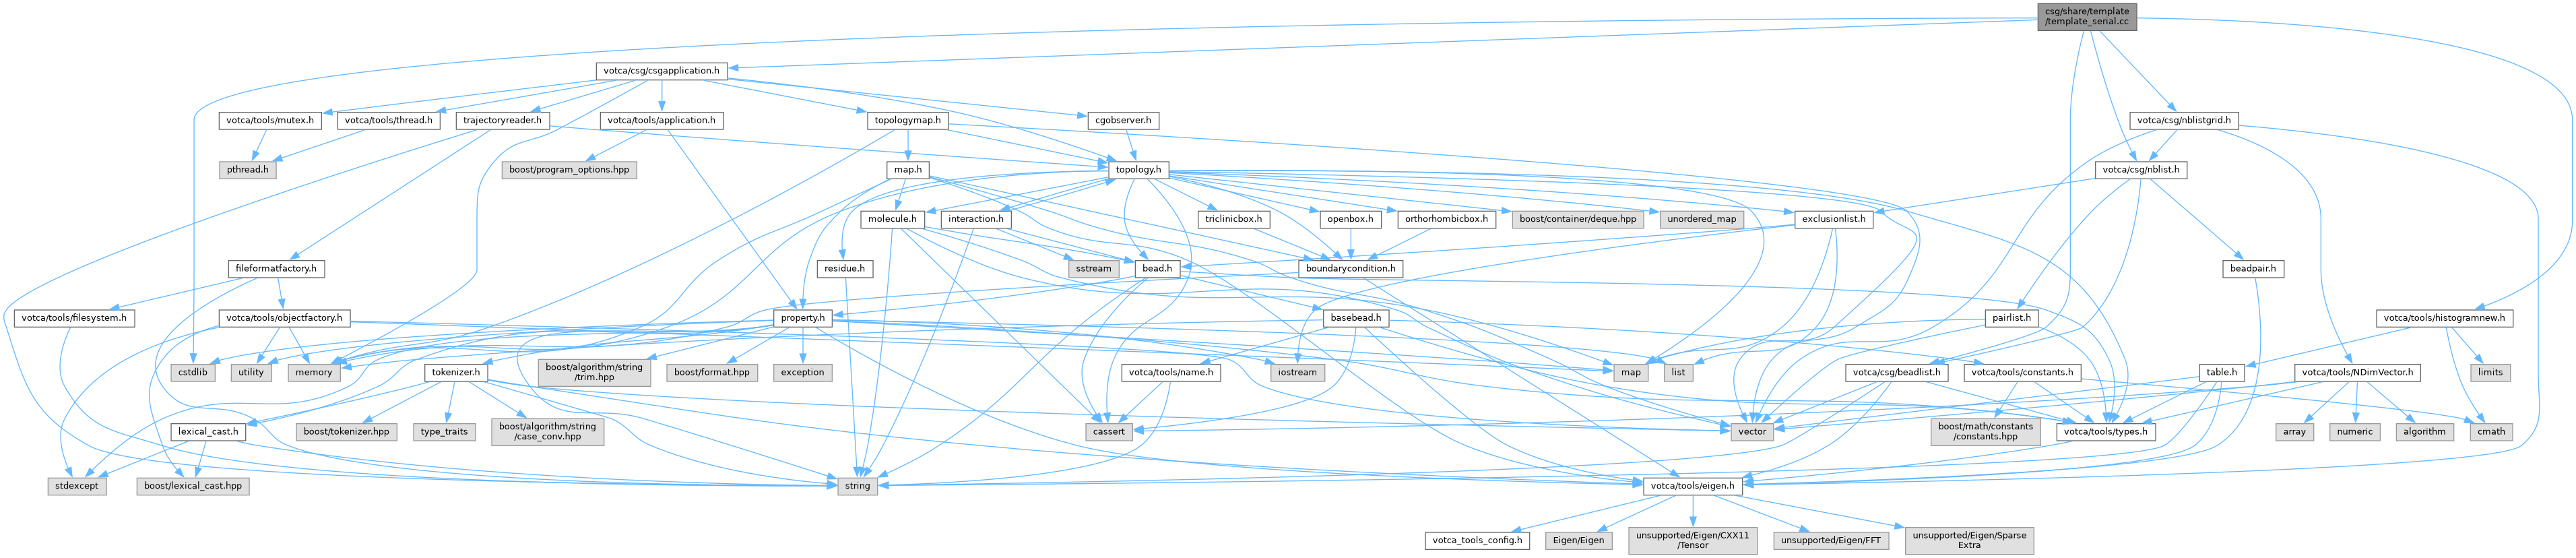 csg/share/template
/template_serial.cc
votca/csg/csgapplication.h
votca/tools/mutex.h
votca/tools/thread.h
trajectoryreader.h
votca/tools/application.h
topologymap.h
cgobserver.h
votca/csg/nblistgrid.h
pthread.h
boost/program_options.hpp
map.h
topology.h
votca/csg/nblist.h
molecule.h
interaction.h
triclinicbox.h
openbox.h
orthorhombicbox.h
boost/container/deque.hpp
unordered_map
exclusionlist.h
fileformatfactory.h
residue.h
sstream
bead.h
boundarycondition.h
beadpair.h
votca/tools/filesystem.h
votca/tools/objectfactory.h
property.h
basebead.h
pairlist.h
votca/tools/histogramnew.h
cstdlib
utility
memory
tokenizer.h
boost/algorithm/string
/trim.hpp
boost/format.hpp
exception
votca/tools/name.h
iostream
map
list
votca/csg/beadlist.h
votca/tools/constants.h
table.h
votca/tools/NDimVector.h
limits
lexical_cast.h
boost/tokenizer.hpp
type_traits
boost/algorithm/string
/case_conv.hpp
cassert
vector
boost/math/constants
/constants.hpp
votca/tools/types.h
array
numeric
algorithm
cmath
stdexcept
boost/lexical_cast.hpp
string
votca/tools/eigen.h
votca_tools_config.h
Eigen/Eigen
unsupported/Eigen/CXX11
/Tensor
unsupported/Eigen/FFT
unsupported/Eigen/Sparse
Extra